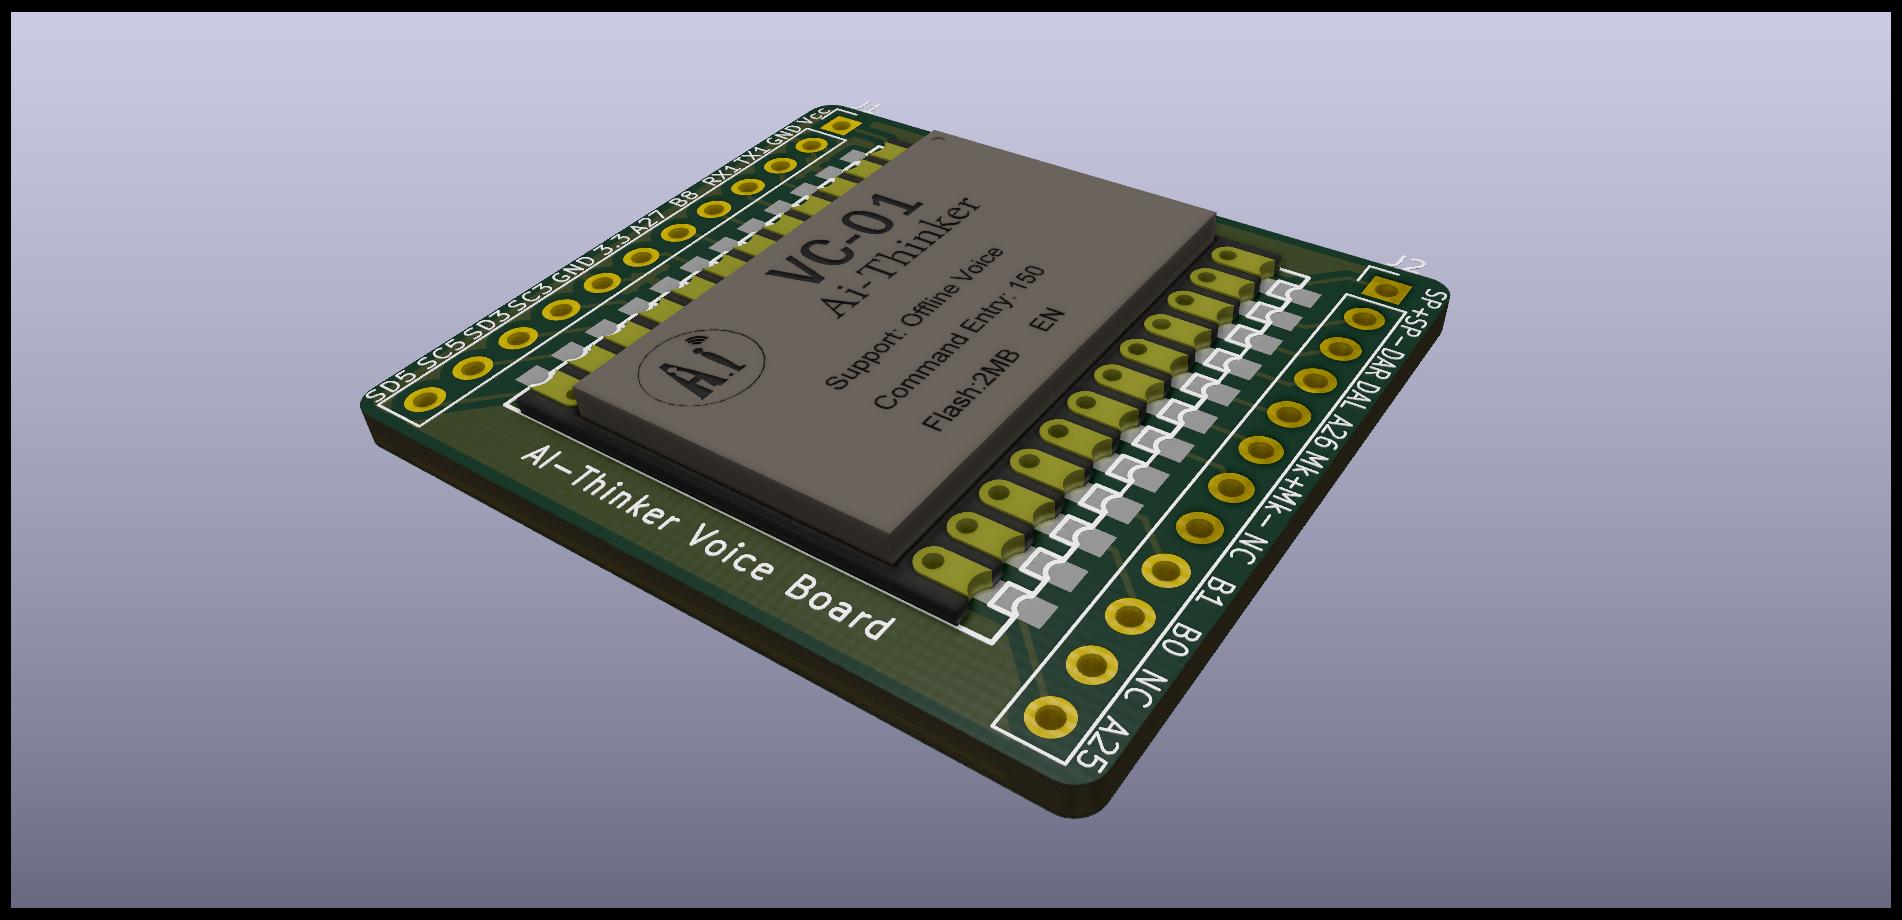 J1
Vcc
GND
TX1
RX1
B8
A27
3.3
GND
SC3
SD3
SC5
SD5
VC-01
Ai-Thinker
Support: Offline Voice
Command Entry: 150
Flash:2MB EN
A.i
AI-Thinker Voice Board
J2
SP+
SP-
DAR
DAL
A26
Mk+
Mk-
NC
B1
B0
NC
A25